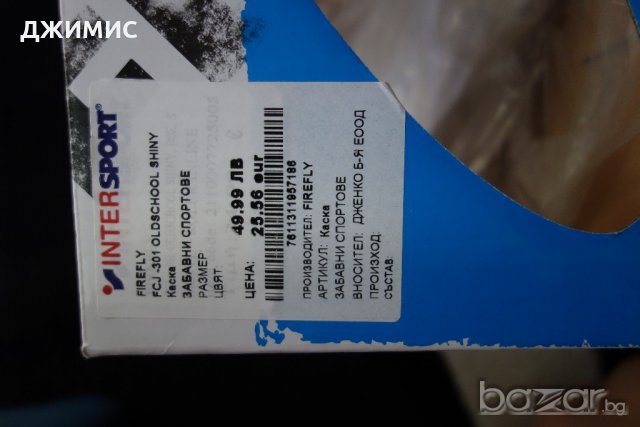 ДЖИМИС
INTERSPORT®
FIREFLY
FCJ -301 OLDSCHOOL SHINY
Каска
ЗАБАВНИ СПОРТОВЕ
РАЗМЕР
ЦВЯТ:
ЦЕНА:
49.99 ЛВ
25.56 eur
7611311957186
ПРОИЗВОДИТЕЛ: FIREFLY
АРТИКУЛ: Каска
ЗАБАВНИ СПОРТОВЕ
ВНОСИТЕЛ: ДЖЕНКО Б-Я ЕООД
ПРОИЗХОД:
СЪСТАВ:
bazar.bg